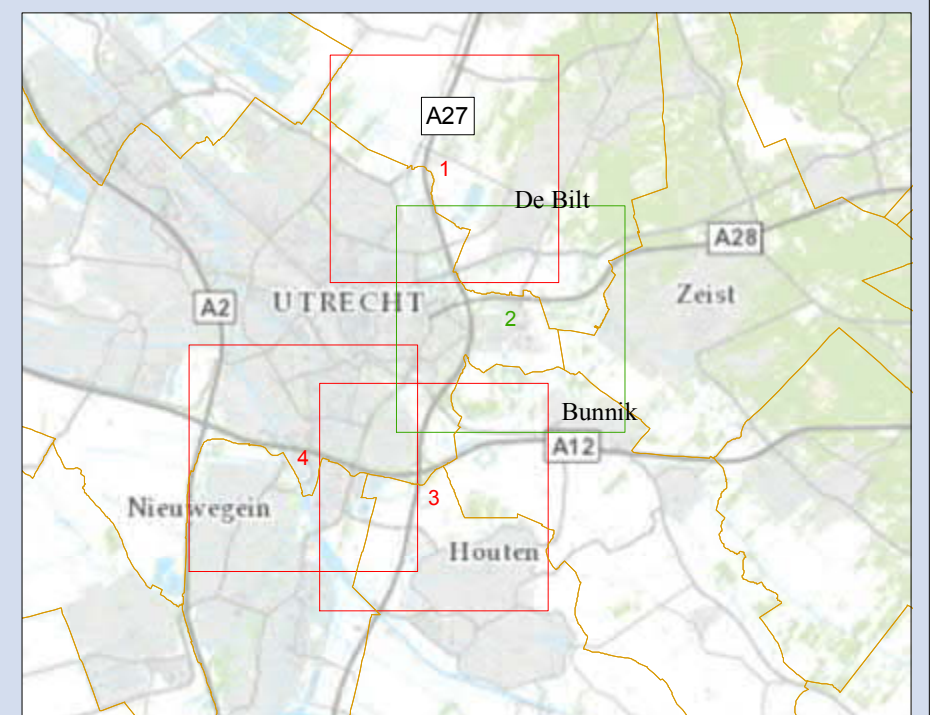 A27
1
De Bilt
A28
Zeist
A2
UTRECHT
2
Bunnik
A12
4
3
Nieuwegein
Houten